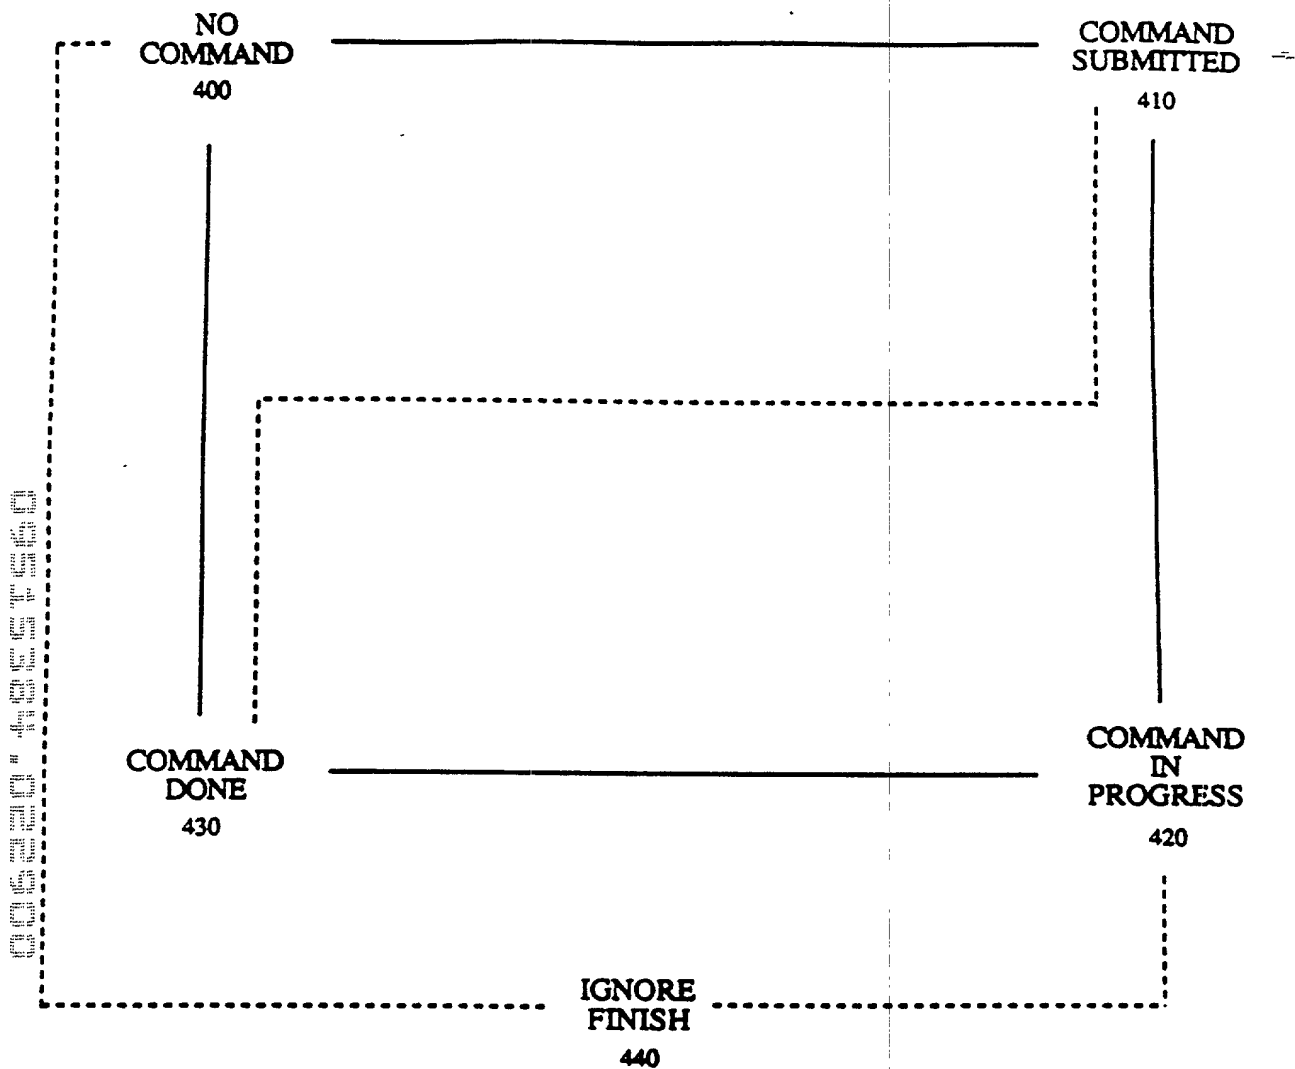 NO
COMMAND
400
COMMAND
SUBMITTED
410
COMMAND
DONE
430
COMMAND
IN
PROGRESS
420
IGNORE
FINISH
440